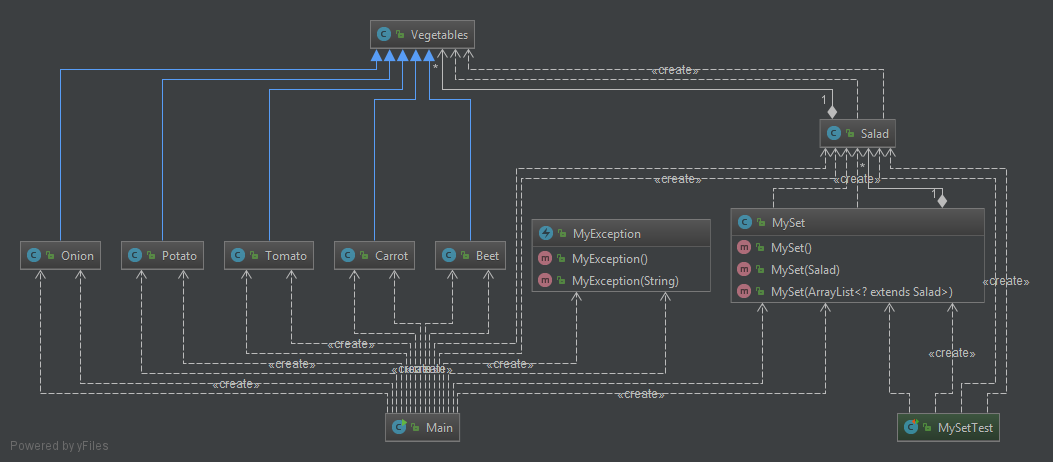 Vegetables
«create»
*
1
Salad
«create»
«create»
*
1
MySet
MySet()
MySet(Salad)
MySet(ArrayList<? extends Salad>)
MyException
MyException()
MyException(String)
Onion
Potato
Tomato
Carrot
Beet
«create»
«create»
«create»
«create»
«create»
«create»
«create»
«create»
«create»
Main
MySetTest
Powered by yFiles